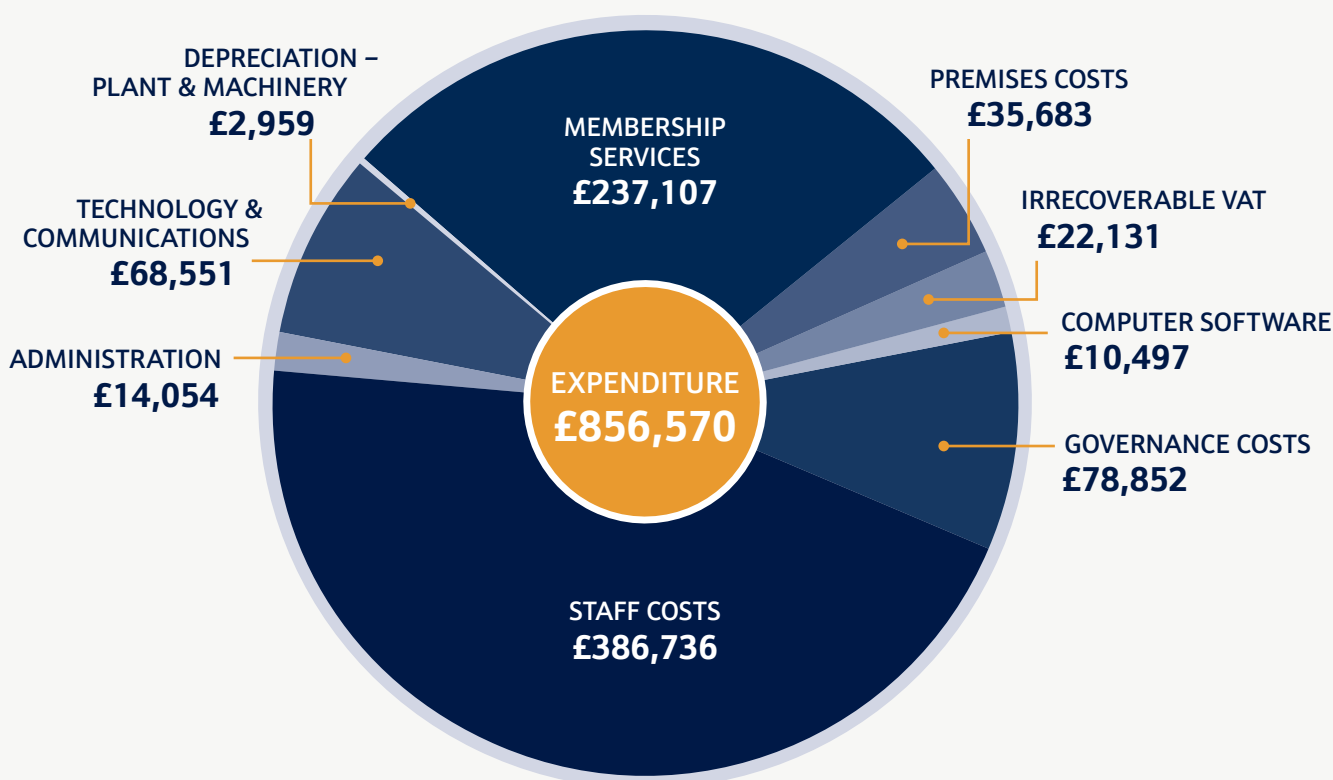 DEPRECIATION –
PLANT & MACHINERY
£2,959
MEMBERSHIP
SERVICES
£237,107
PREMISES COSTS
£35,683
TECHNOLOGY &
COMMUNICATIONS
£68,551
IRRECOVERABLE VAT
£22,131
COMPUTER SOFTWARE
£10,497
ADMINISTRATION
£14,054
EXPENDITURE
£856,570
GOVERNANCE COSTS
£78,852
STAFF COSTS
£386,736